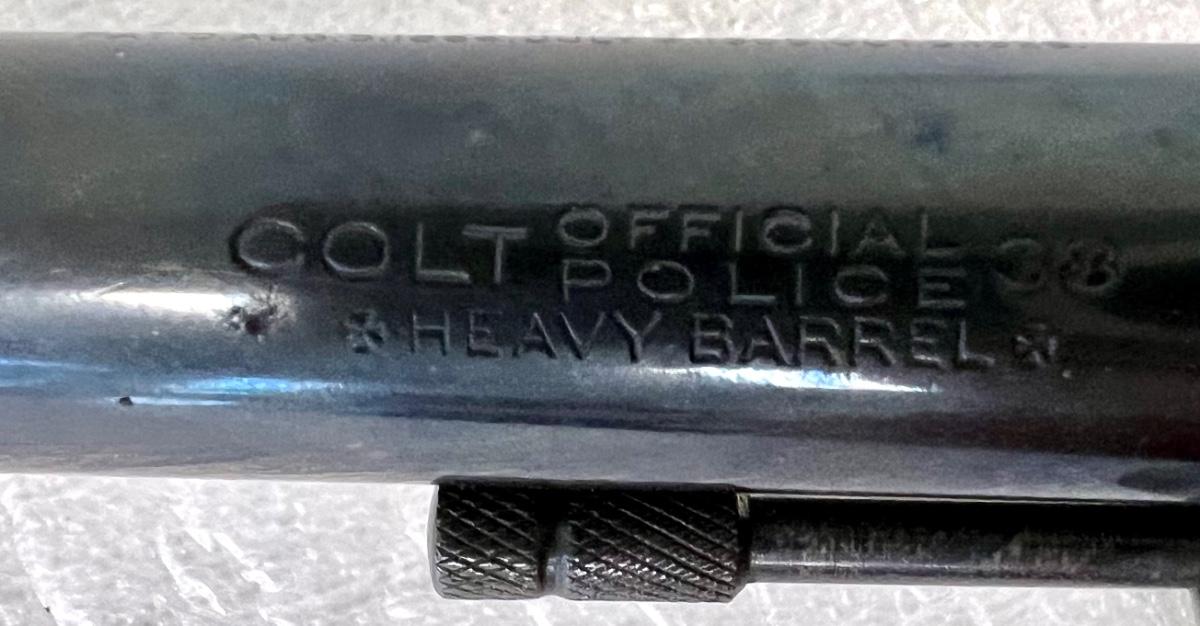 COLT OFFICIAL POLICE 38
* HEAVY BARREL *